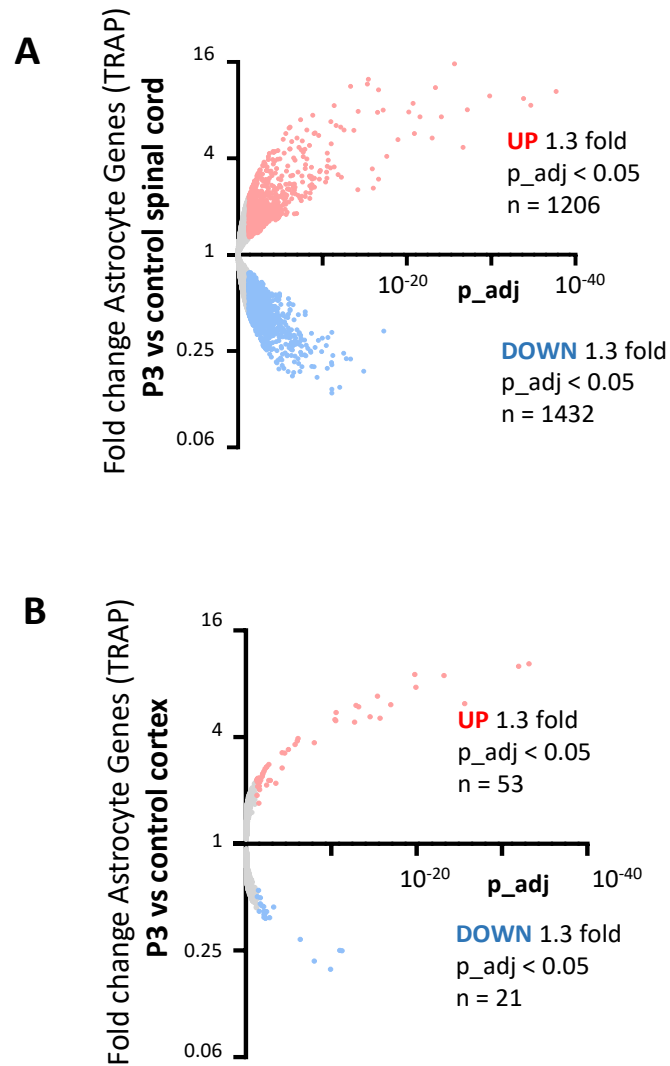 A
Fold change Astrocyte Genes (TRAP)
P3 vs control spinal cord
16
4
1
0.25
0.06
10-20
10-40
p_adj
UP 1.3 fold
p_adj < 0.05
n = 1206
DOWN 1.3 fold
p_adj < 0.05
n = 1432
B
Fold change Astrocyte Genes (TRAP)
P3 vs control cortex
16
4
1
0.25
0.06
10-20
10-40
p_adj
UP 1.3 fold
p_adj < 0.05
n = 53
DOWN 1.3 fold
p_adj < 0.05
n = 21